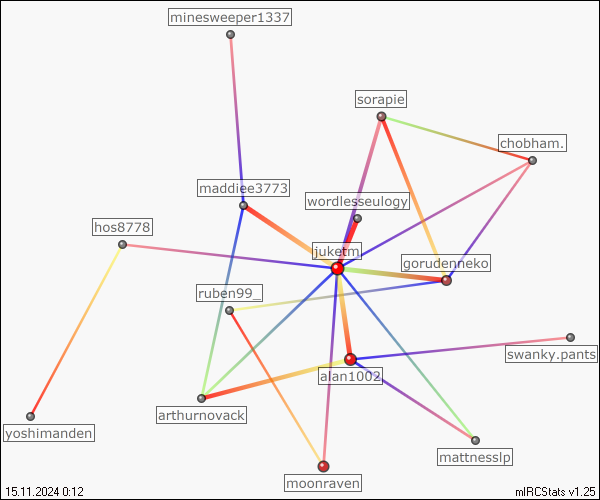 minesweeper1337
sorapie
chobham.
maddiee3773
wordlesseulogy
hos8778
juketm
gorudenneko
ruben99_
swanky.pants
alan1002
arthurnovack
yoshimanden
mattnesslp
moonraven
15.11.2024 0:12
mIRCStats v1.25